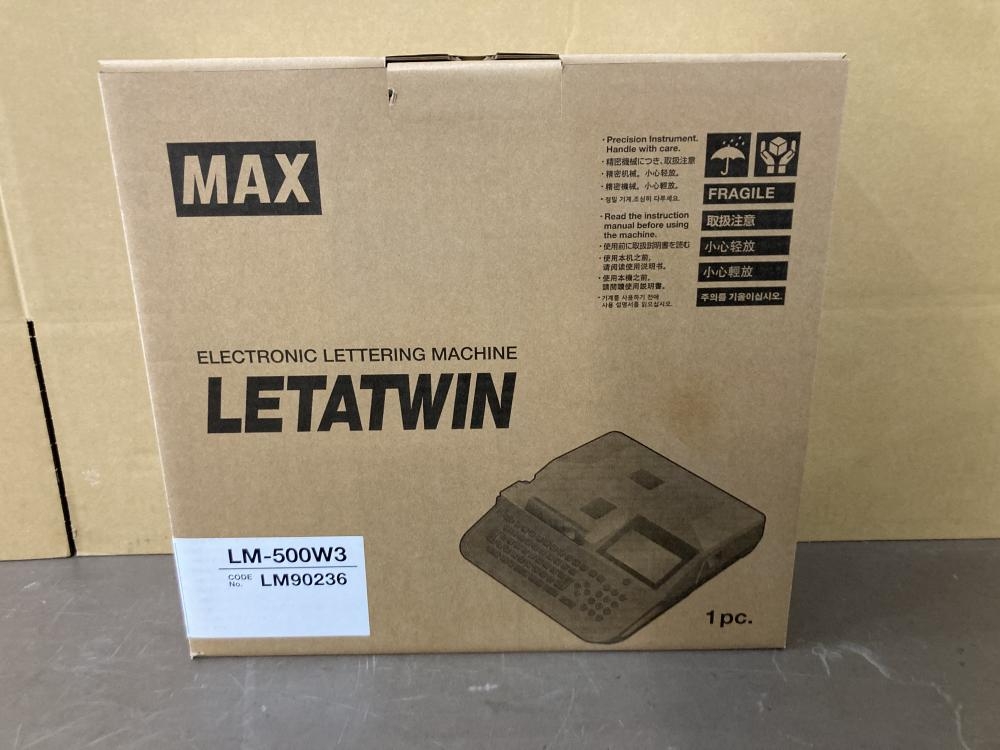 MAX
・Precision Instrument.
Handle with care.
・精密機械につき、取扱注意
・精密机械。小心轻放。
・精密機械。小心輕放。
・정밀 기계.조심히 다루세요.
・Read the instruction
manual before using
the machine.
・使用前に取扱説明書を読む
・使用本机之前，
请阅读使用说明书。
・使用本機之前，
請閱讀使用說明書。
・기계를 사용하기 전에
사용 설명서를 읽으십시오.
FRAGILE
取扱注意
小心轻放
小心輕放
주의를 기울이십시오.
ELECTRONIC LETTERING MACHINE
LETATWIN
LM-500W3
CODE
No. LM90236
1pc.